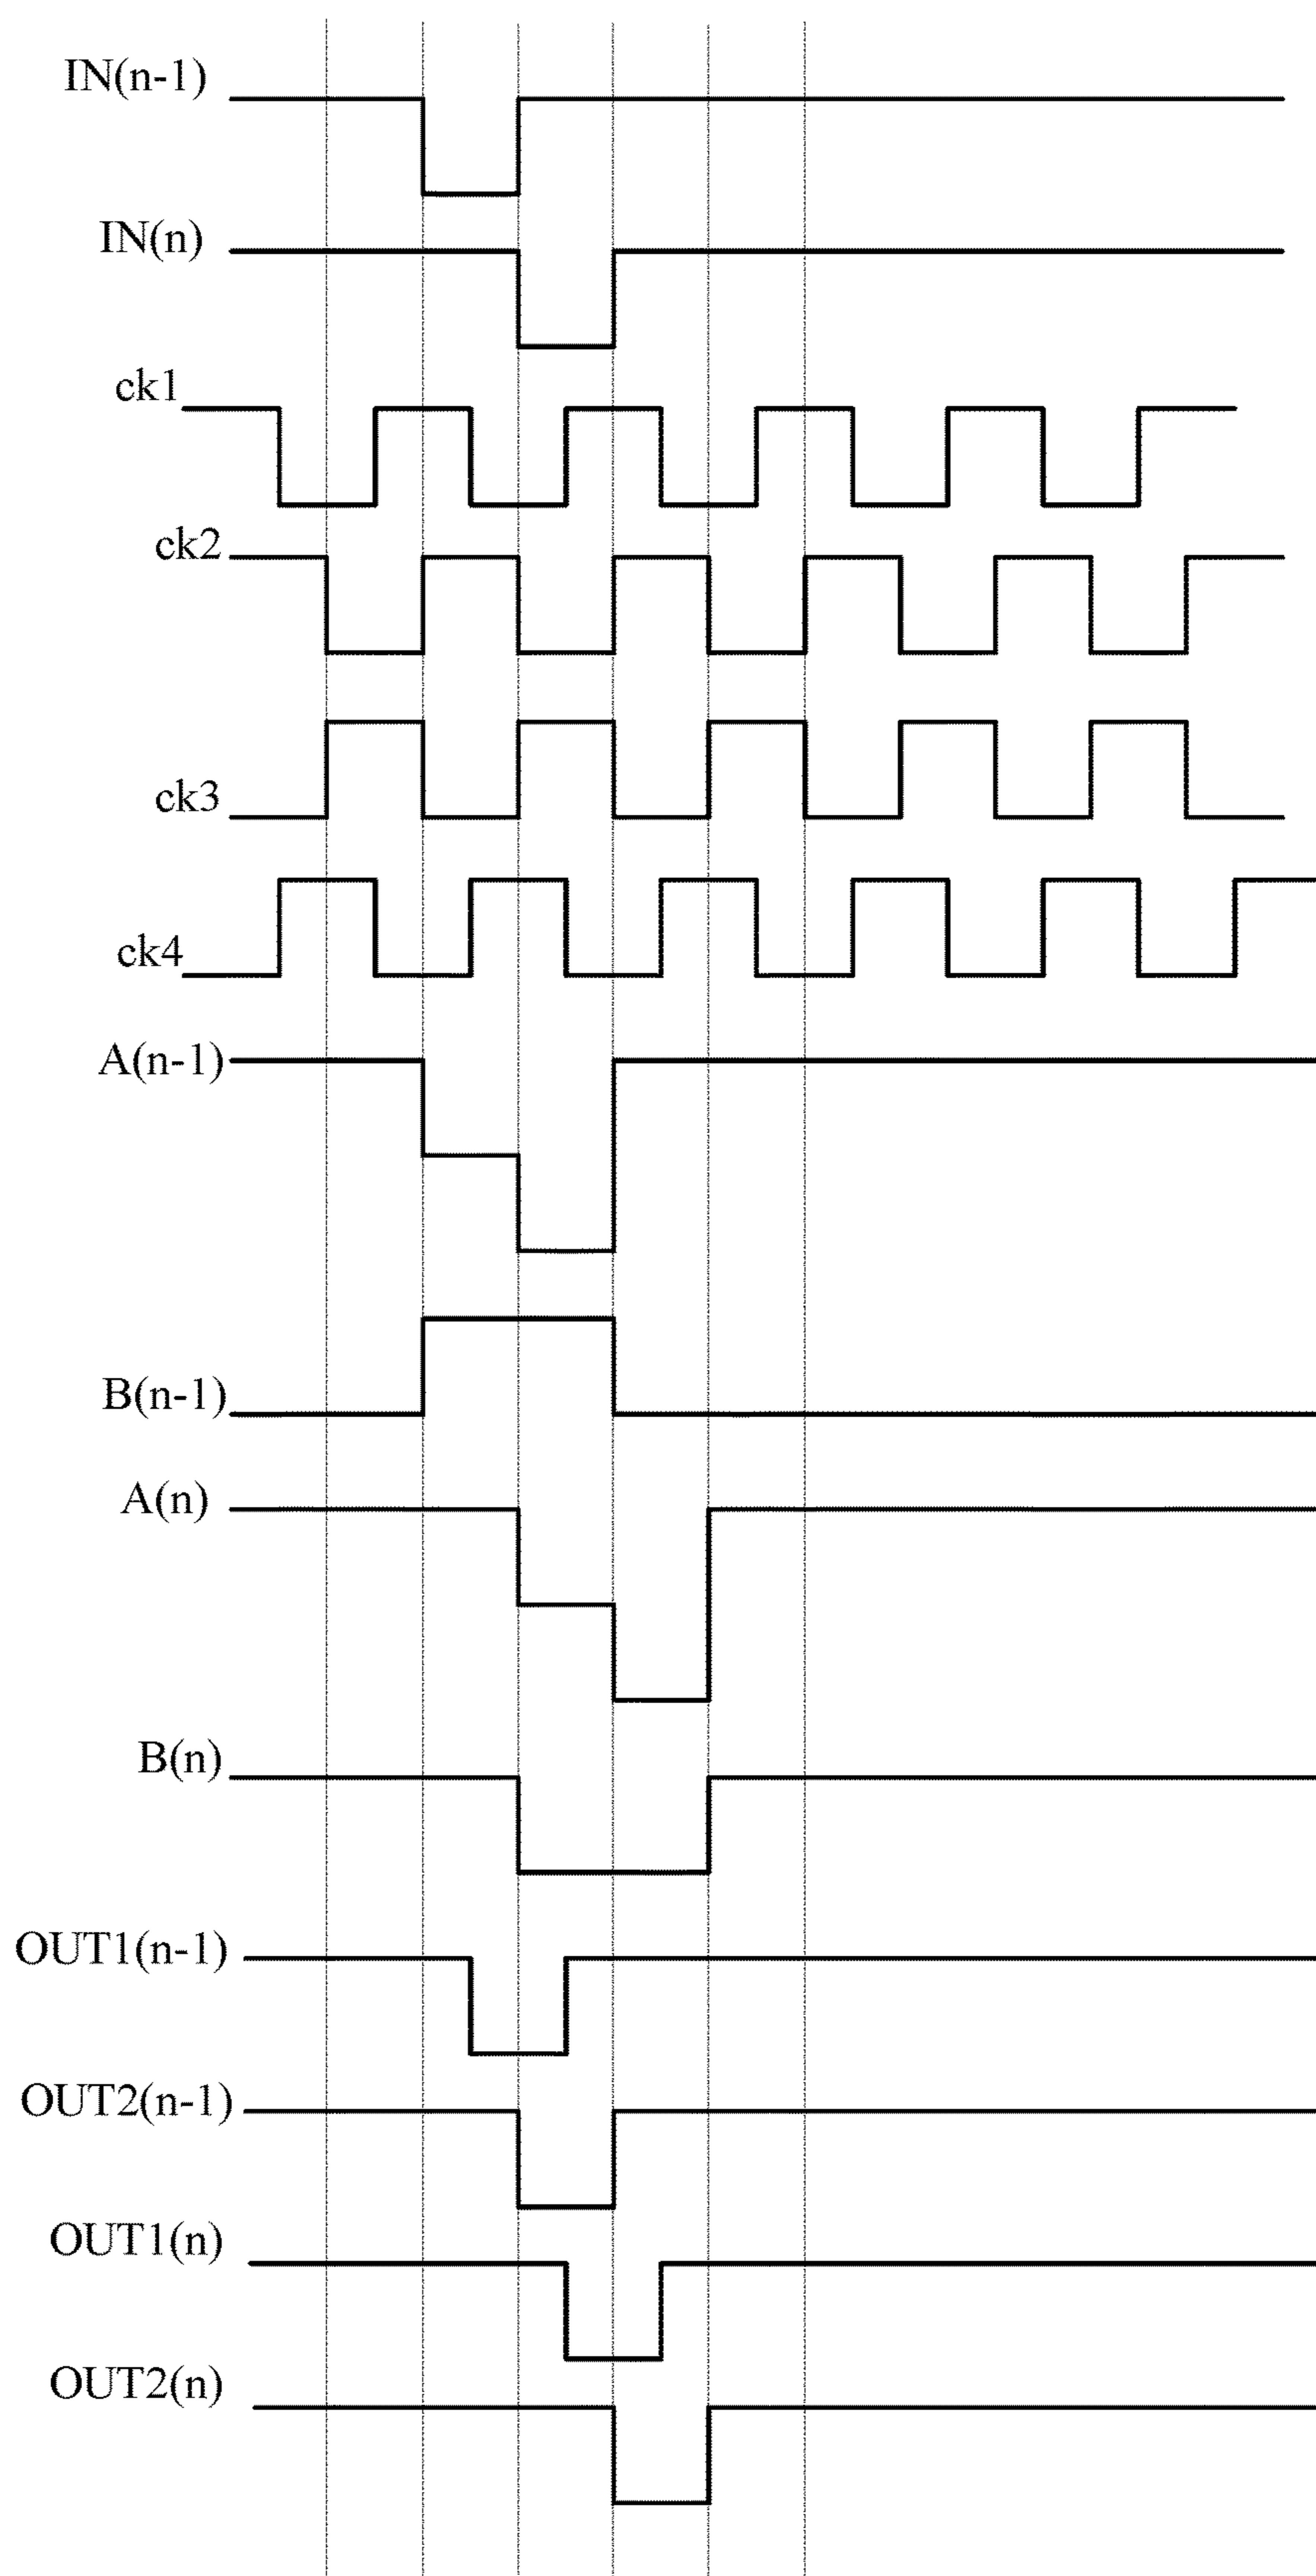 IN(n-1)
IN(n)
ck1
ck2
ck3
ck4
A(n-1)
B(n-1)
A(n)
B(n)
OUT1(n-1)
OUT2(n-1)
OUT1(n)
OUT2(n)